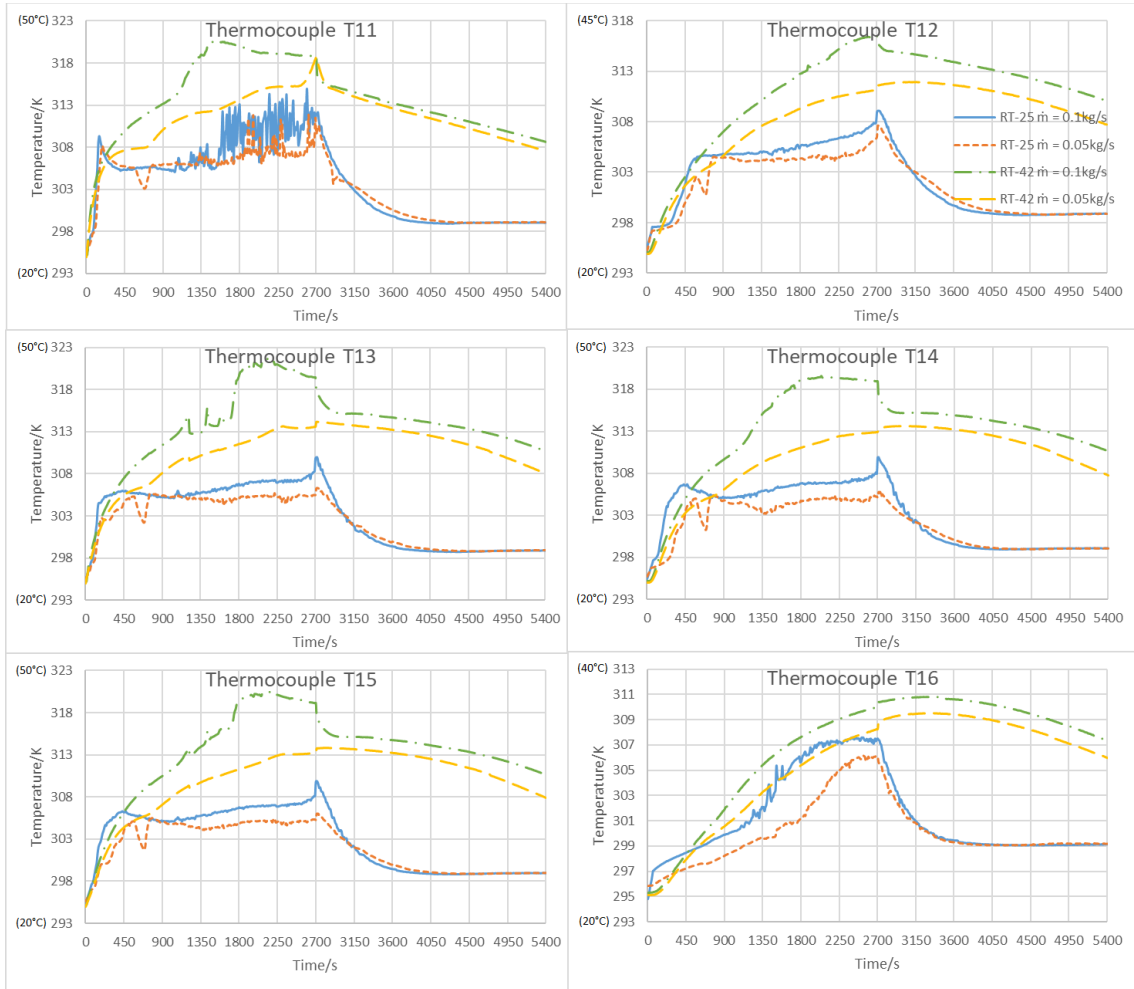 (50°C) 323
Thermocouple T11
318
313
308
303
298
(20°C) 293
Temperature/K
0 450 900 1350 1800 2250 2700 3150 3600 4050 4500 4950 5400
Time/s
(45°C) 318
Thermocouple T12
313
308
303
298
(20°C) 293
Temperature/K
RT-25 ṁ = 0.1kg/s
RT-25 ṁ = 0.05kg/s
RT-42 ṁ = 0.1kg/s
RT-42 ṁ = 0.05kg/s
0 450 900 1350 1800 2250 2700 3150 3600 4050 4500 4950 5400
Time/s
(50°C) 323
Thermocouple T13
318
313
308
303
298
(20°C) 293
Temperature/K
0 450 900 1350 1800 2250 2700 3150 3600 4050 4500 4950 5400
Time/s
(50°C) 323
Thermocouple T14
318
313
308
303
298
(20°C) 293
Temperature/K
0 450 900 1350 1800 2250 2700 3150 3600 4050 4500 4950 5400
Time/s
(50°C) 323
Thermocouple T15
318
313
308
303
298
(20°C) 293
Temperature/K
0 450 900 1350 1800 2250 2700 3150 3600 4050 4500 4950 5400
Time/s
(40°C) 313
Thermocouple T16
311
309
307
305
303
301
299
297
295
(20°C) 293
Temperature/K
0 450 900 1350 1800 2250 2700 3150 3600 4050 4500 4950 5400
Time/s